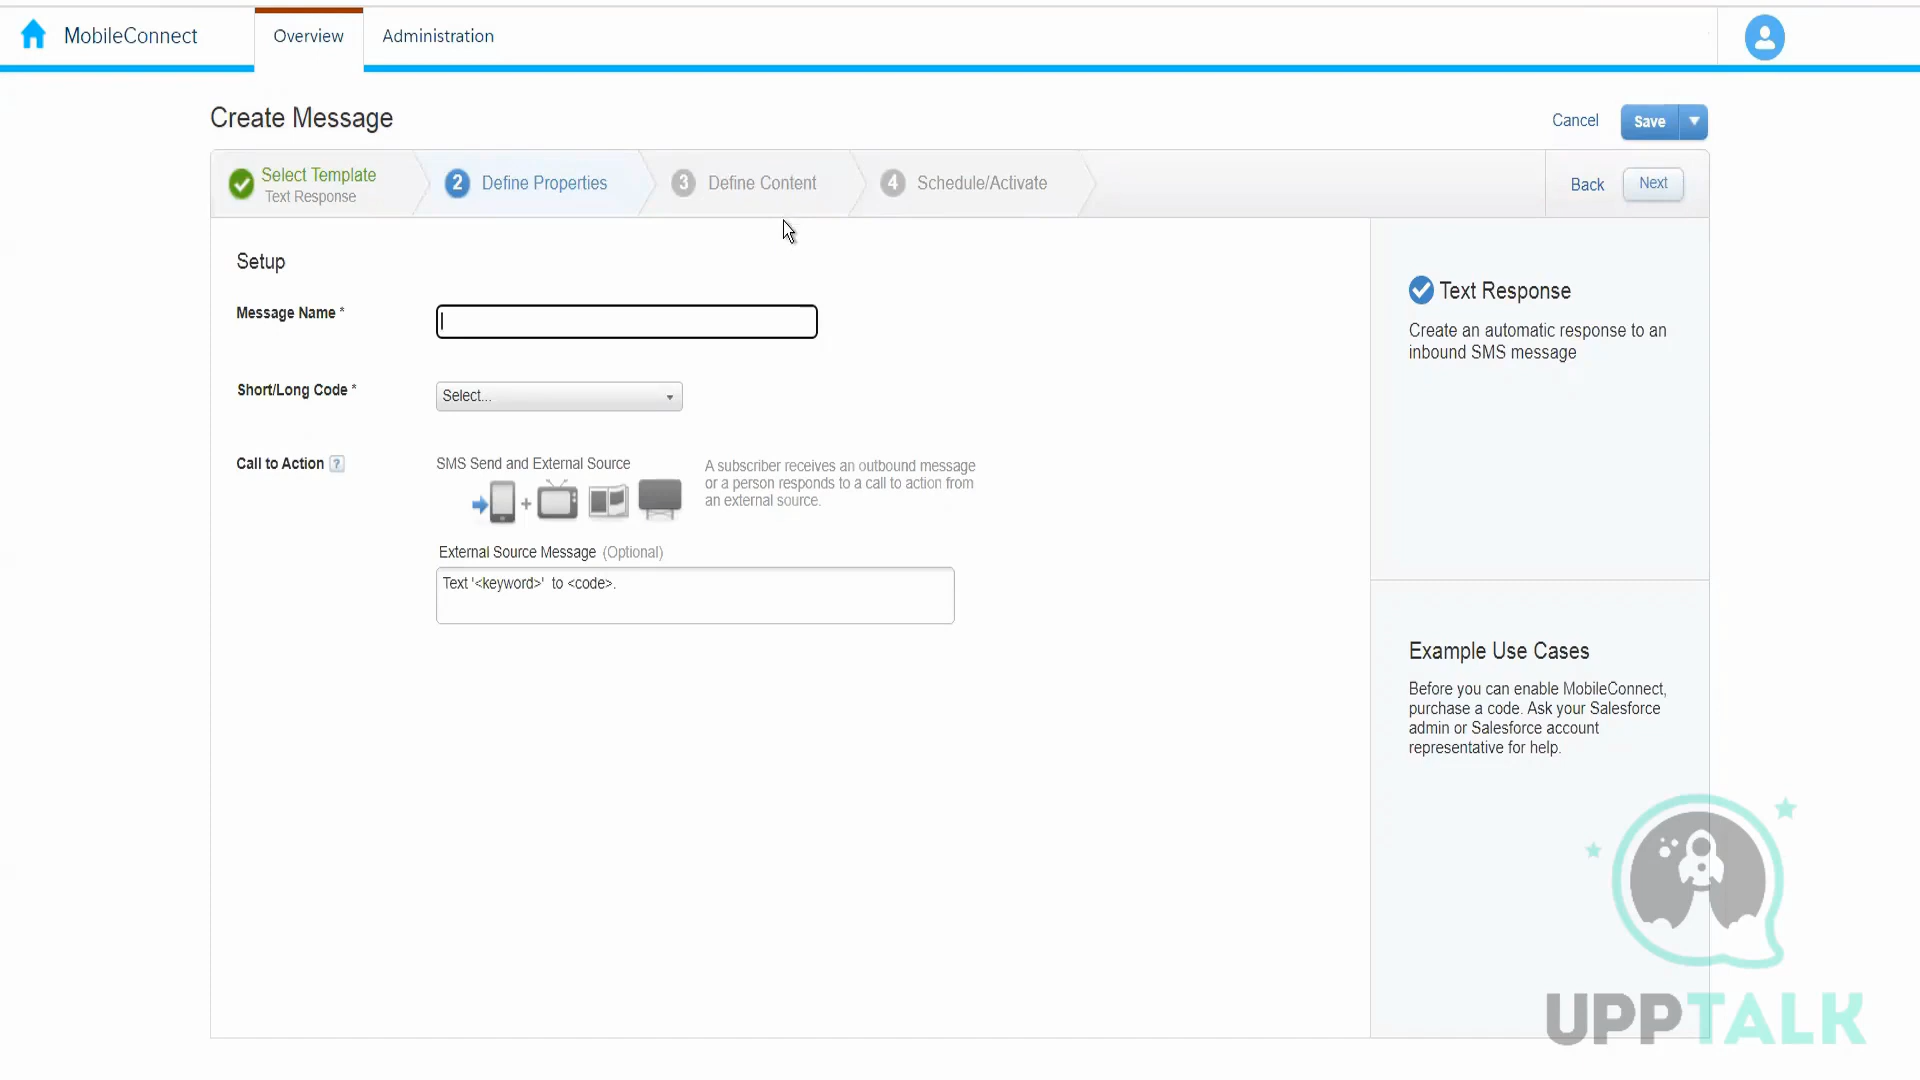 MobileConnect
Overview
Administration
Create Message
Cancel
Save
Select Template
Text Response
2
Define Properties
3
Define Content
4
Schedule/Activate
Back
Next
Setup
Message Name *
Short/Long Code *
Select...
Call to Action ?
SMS Send and External Source
+
A subscriber receives an outbound message
or a person responds to a call to action from
an external source.
External Source Message (Optional)
Text '<keyword>' to <code>.
Text Response
Create an automatic response to an
inbound SMS message
Example Use Cases
Before you can enable MobileConnect,
purchase a code. Ask your Salesforce
admin or Salesforce account
representative for help.
UPPTALK